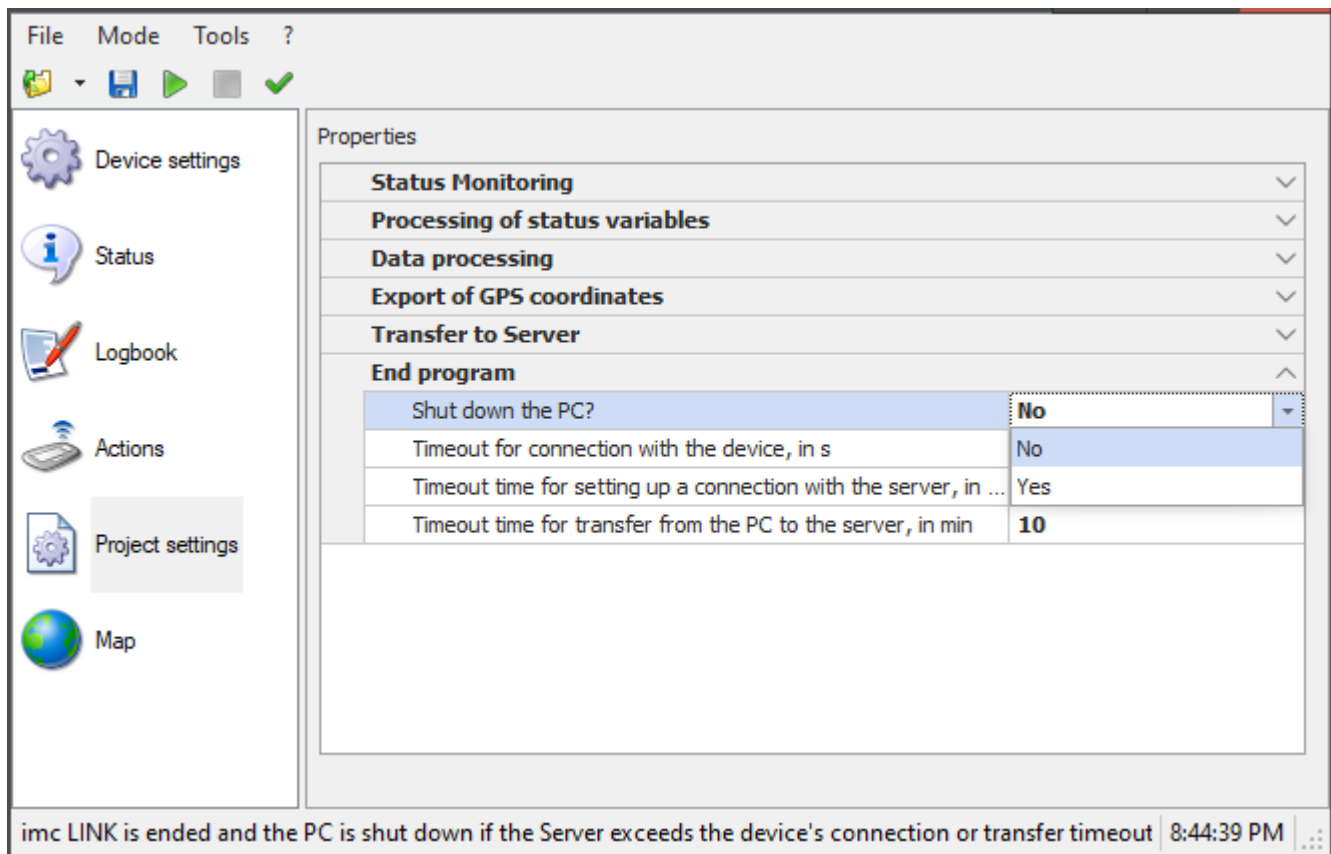 File Mode Tools ?
Device settings
Status
Logbook
Actions
Project settings
Map
Properties
Status Monitoring
Processing of status variables
Data processing
Export of GPS coordinates
Transfer to Server
End program
Shut down the PC? No
Timeout for connection with the device, in s No
Timeout time for setting up a connection with the server, in ... Yes
Timeout time for transfer from the PC to the server, in min 10
imc LINK is ended and the PC is shut down if the Server exceeds the device's connection or transfer timeout 8:44:39 PM